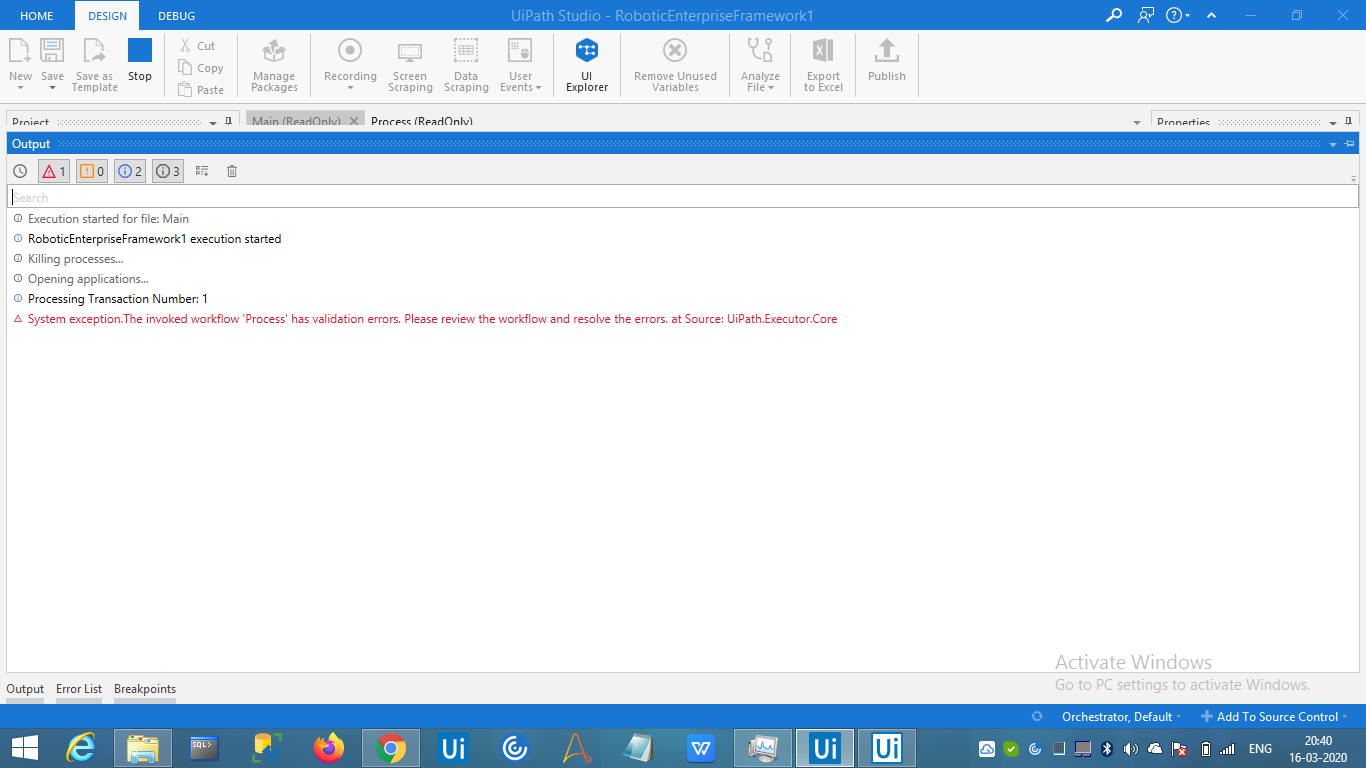 HOME DESIGN DEBUG UiPath Studio - RoboticEnterpriseFramework1
New Save Save as Template Stop
Cut
Copy
Paste
Manage Packages
Recording
Screen Scraping
Data Scraping
User Events
UI Explorer
Remove Unused Variables
Analyze File
Export to Excel
Publish
Project Main (ReadOnly) Process (ReadOnly) Properties
Output
1 0 2 3
Search
Execution started for file: Main
RoboticEnterpriseFramework1 execution started
Killing processes...
Opening applications...
Processing Transaction Number: 1
System exception.The invoked workflow 'Process' has validation errors. Please review the workflow and resolve the errors. at Source: UiPath.Executor.Core
Activate Windows
Go to PC settings to activate Windows.
Output Error List Breakpoints
Orchestrator, Default Add To Source Control
SQL> Ui W Ui Ui ENG 20:40
16-03-2020